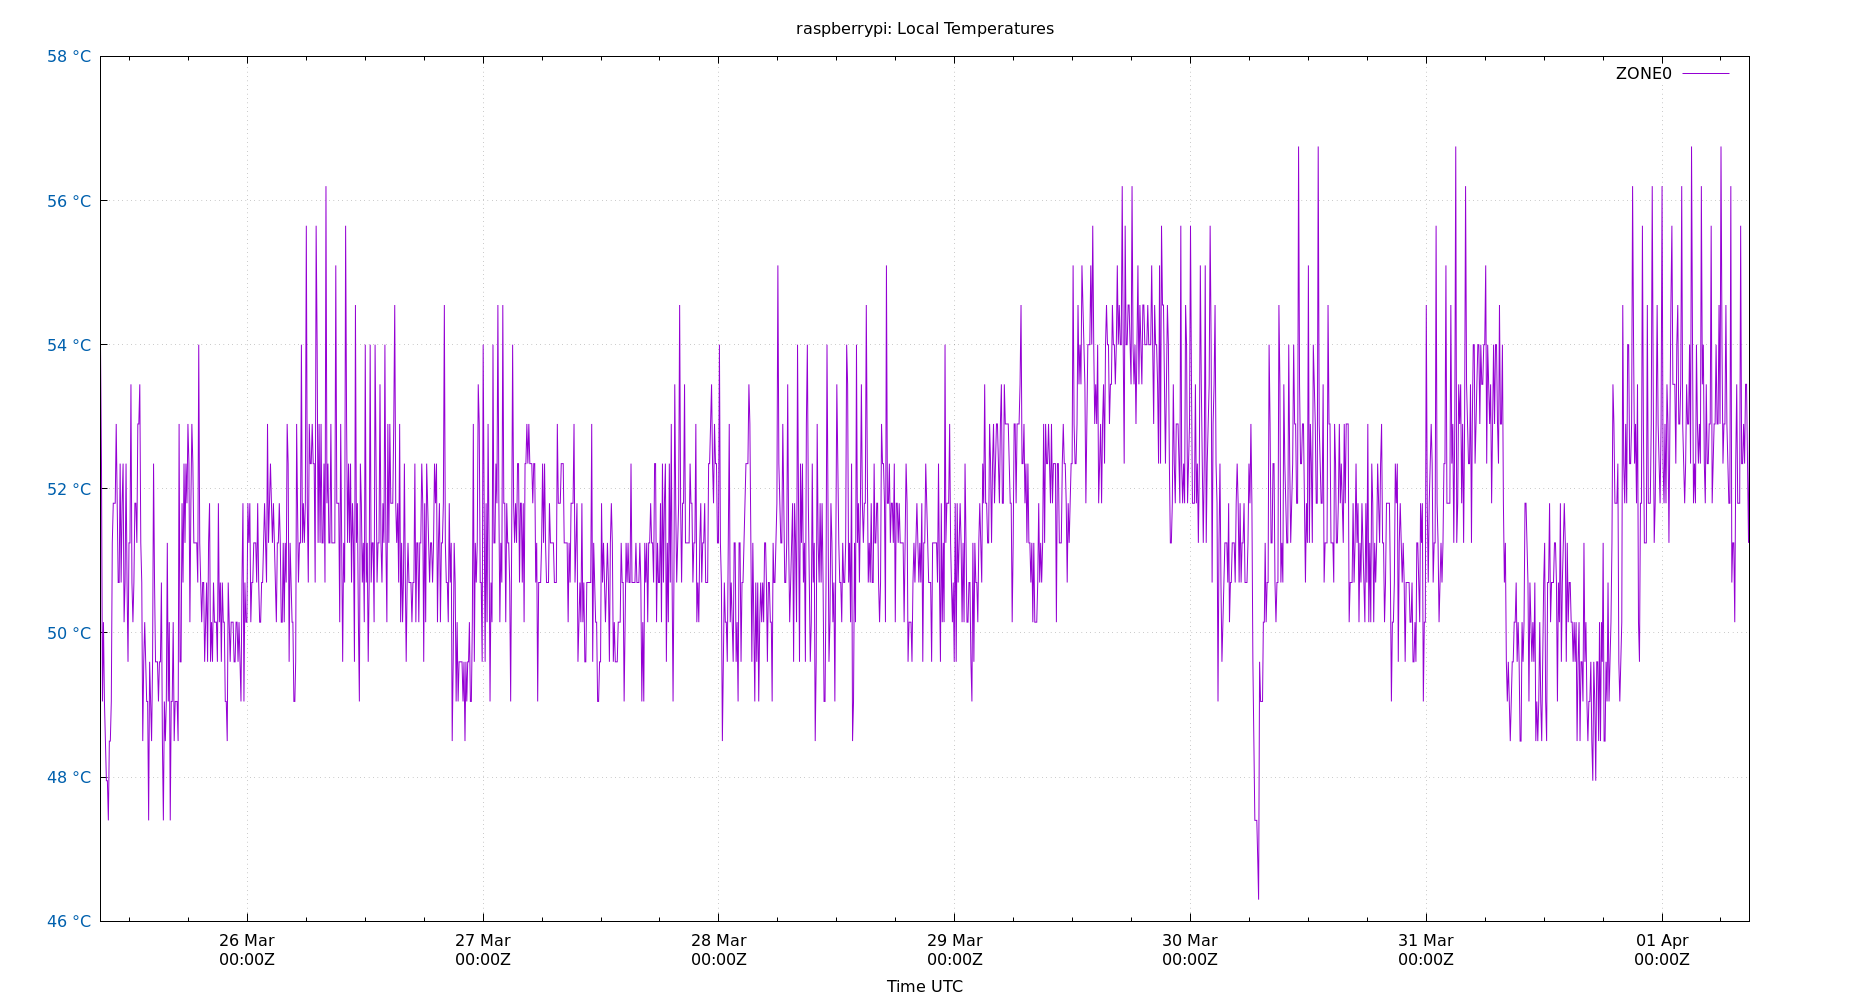 raspberrypi: Local Temperatures
58 °C
ZONE0
56 °C
54 °C
52 °C
50 °C
48 °C
46 °C
26 Mar 27 Mar 28 Mar 29 Mar 30 Mar 31 Mar 01 Apr
00:00Z 00:00Z 00:00Z 00:00Z 00:00Z 00:00Z 00:00Z
Time UTC